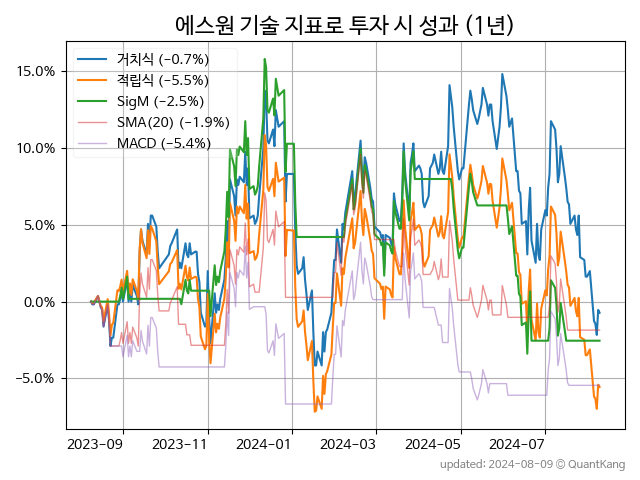 에스원 기술 지표로 투자 시 성과 (1년)
거치식 (−0.7%)
적립식 (−5.5%)
SigM (−2.5%)
SMA(20) (−1.9%)
MACD (−5.4%)
15.0%
10.0%
5.0%
0.0%
−5.0%
2023-09 2023-11 2024-01 2024-03 2024-05 2024-07
updated: 2024-08-09 © QuantKang